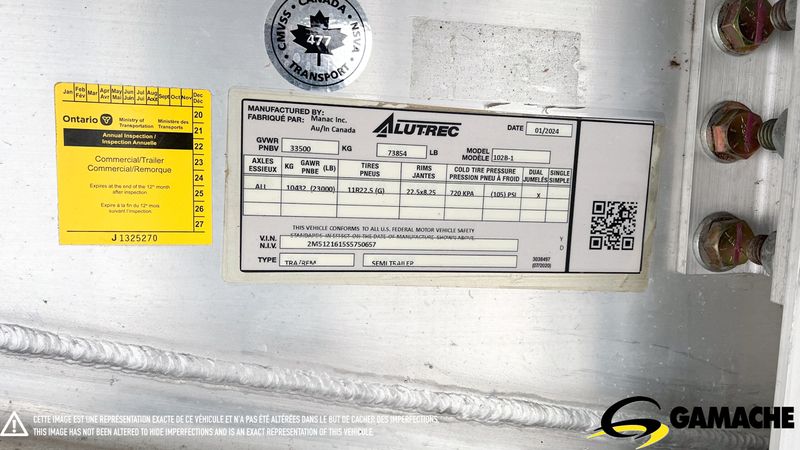 CANADA
CMVSS NSVA
477
TRANSPORT
Jan Feb Mar Apr May Jun Jul Aug Sept Oct Nov Dec
Fév Avr Mai Juin Juil Août Déc
20
21
22
23
24
25
26
27
Ontario
Ministry of Transportation
Ministère des Transports
Annual Inspection /
Inspection Annuelle
Commercial/Trailer
Commercial/Remorque
Expires at the end of the 12th month
after inspection
Expire à la fin du 12e mois
suivant l'inspection.
J 1325270
MANUFACTURED BY:
FABRIQUÉ PAR: Manac Inc.
Au/in Canada
ALUTREC
DATE 01/2024
GVWR
PNBV 33500 KG 73854 LB
MODEL
MODÈLE 102B-1
AXLES ESSIEUX KG GAWR PNBE (LB) TIRES PNEUS RIMS JANTES COLD TIRE PRESSURE PRESSION PNEU À FROID DUAL JUMELÉS SINGLE SIMPLE
ALL 10432 (23000) 11R22.5 (G) 22.5x8.25 720 KPA (105) PSI X
THIS VEHICLE CONFORMS TO ALL U.S. FEDERAL MOTOR VEHICLE SAFETY
STANDARDS IN EFFECT ON THE DATE OF MANUFACTURE SHOWN ABOVE.
V.I.N.
N.I.V. 2M5121615S5750657
Y
D
TYPE TRA/REM SEMI TRAILER
3038497
(07/2020)
CETTE IMAGE EST UNE REPRÉSENTATION EXACTE DE CE VÉHICULE ET N'A PAS ÉTÉ ALTÉRÉES DANS LE BUT DE CACHER DES IMPERFECTIONS.
THIS IMAGE HAS NOT BEEN ALTERED TO HIDE IMPERFECTIONS AND IS AN EXACT REPRESENTATION OF THIS VEHICLE.
GAMACHE